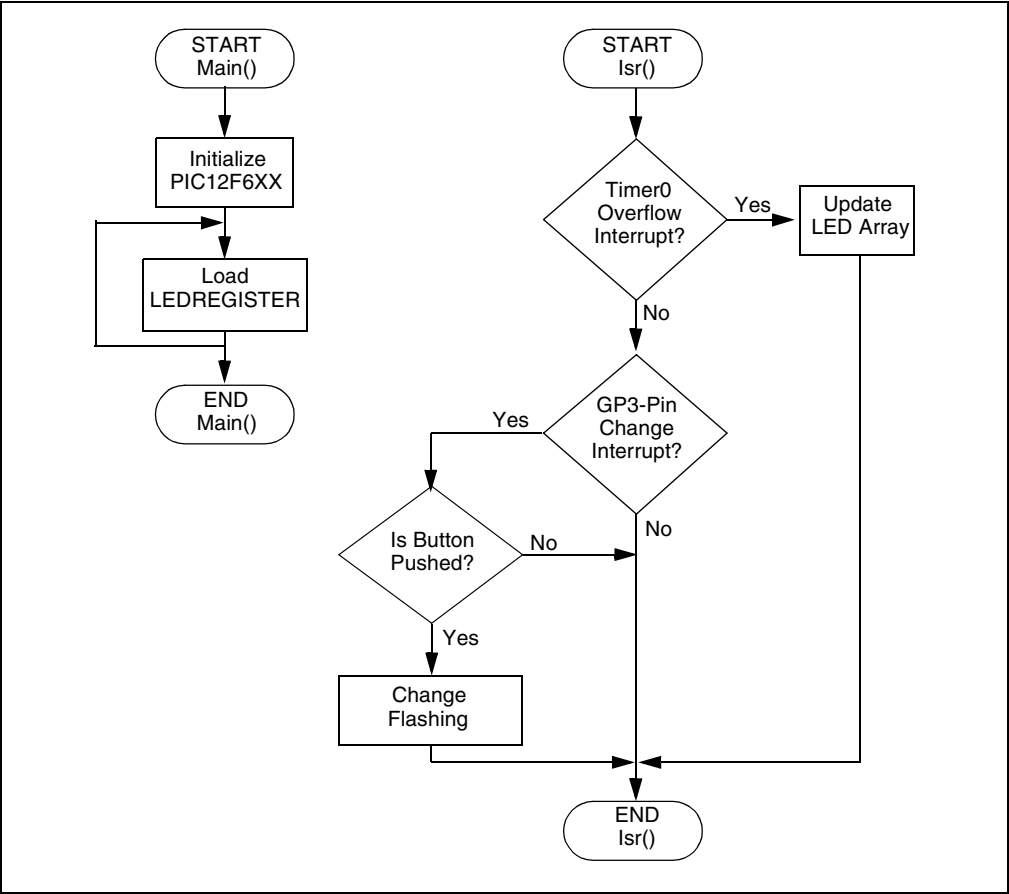 START
Main()
Initialize
PIC12F6XX
Load
LEDREGISTER
END
Main()
START
Isr()
Timer0
Overflow
Interrupt?
Yes
Update
LED Array
No
GP3-Pin
Change
Interrupt?
Yes
No
Is Button
Pushed?
No
Yes
Change
Flashing
END
Isr()